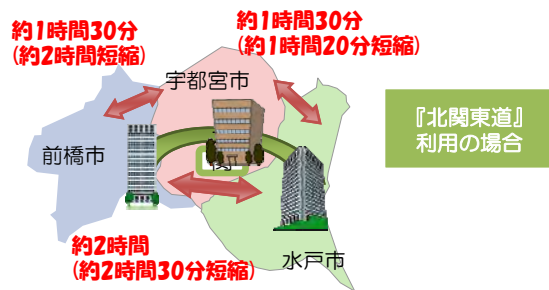 約1時間30分
(約2時間短縮)
約1時間30分
(約1時間20分短縮)
宇都宮市
『北関東道』
利用の場合
前橋市
約2時間
(約2時間30分短縮)
水戸市